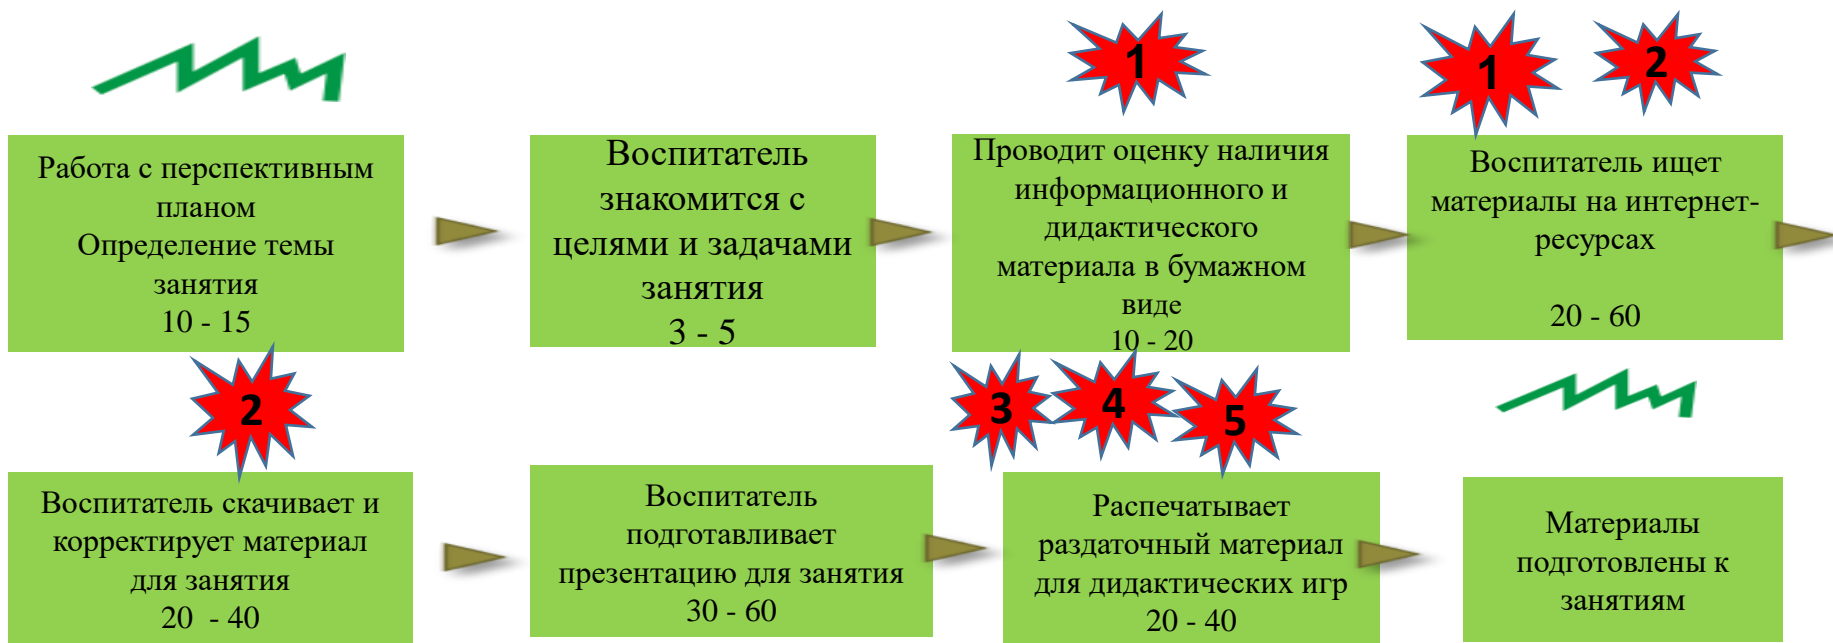 1
1
2
Работа с перспективным
планом
Определение темы
занятия
10 - 15
Воспитатель
знакомится с
целями и задачами
занятия
3 - 5
Проводит оценку наличия
информационного и
дидактического
материала в бумажном
виде
10 - 20
Воспитатель ищет
материалы на интернет-
ресурсах
20 - 60
2
3
4
5
Воспитатель скачивает и
корректирует материал
для занятия
20 - 40
Воспитатель
подготавливает
презентацию для занятия
30 - 60
Распечатывает
раздаточный материал
для дидактических игр
20 - 40
Материалы
подготовлены к
занятиям